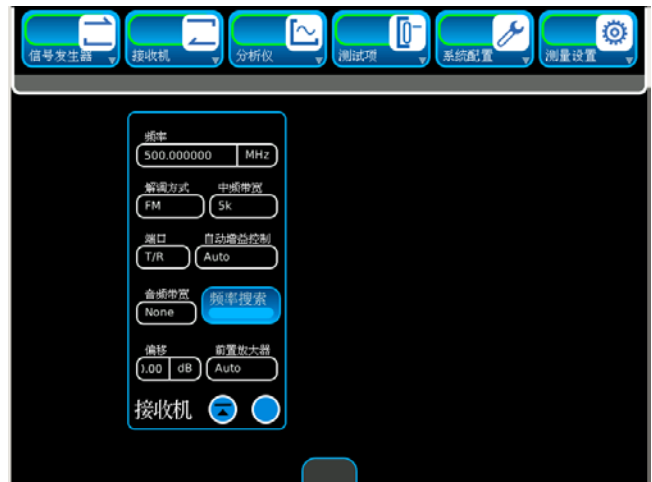 信号发生器 接收机 分析仪 测试项 系统配置 测量设置
频率
500.000000 MHz
解调方式 中频带宽
FM 5k
端口 自动增益控制
T/R Auto
音频带宽 频率搜索
None
偏移 前置放大器
).00 dB Auto
接收机